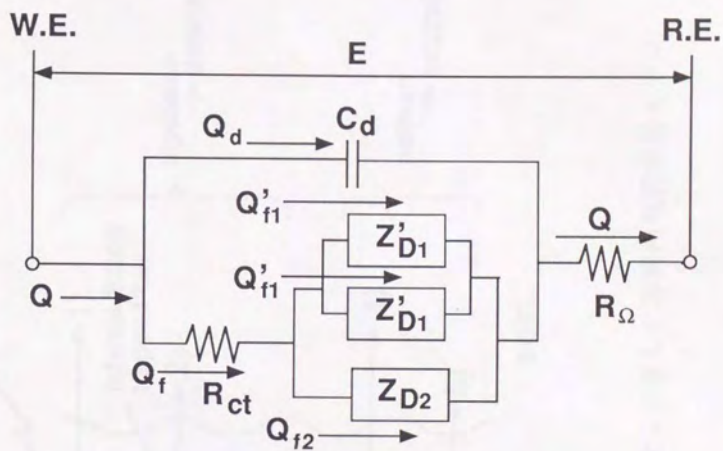 W.E. R.E.
E
Q_d C_d
Q'_f1
Z'_D1
Q
Q'_f1
Z'_D1
Q
R_Ω
Q_f R_ct
Z_D2
Q_f2